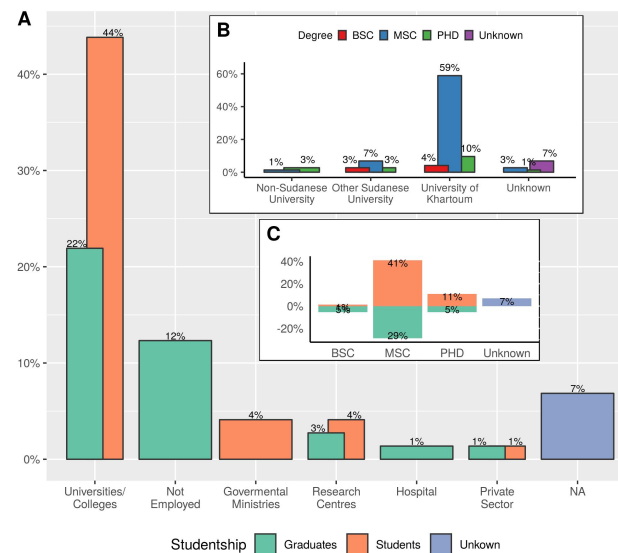 A
44%
40%
30%
22%
20%
12%
10%
4%
3%
4%
1%
1%
1%
7%
0%
Universities/
Colleges
Not
Employed
Govermental
Ministries
Research
Centres
Hospital
Private
Sector
NA
B
Degree BSC MSC PHD Unknown
60%
40%
20%
0%
1%
3%
3%
7%
3%
4%
59%
10%
3%
1%
7%
Non-Sudanese
University
Other Sudanese
University
University of
Khartoum
Unknown
C
40%
20%
0%
-20%
1%
5%
41%
29%
11%
5%
7%
BSC MSC PHD Unknown
Studentship Graduates Students Unkown